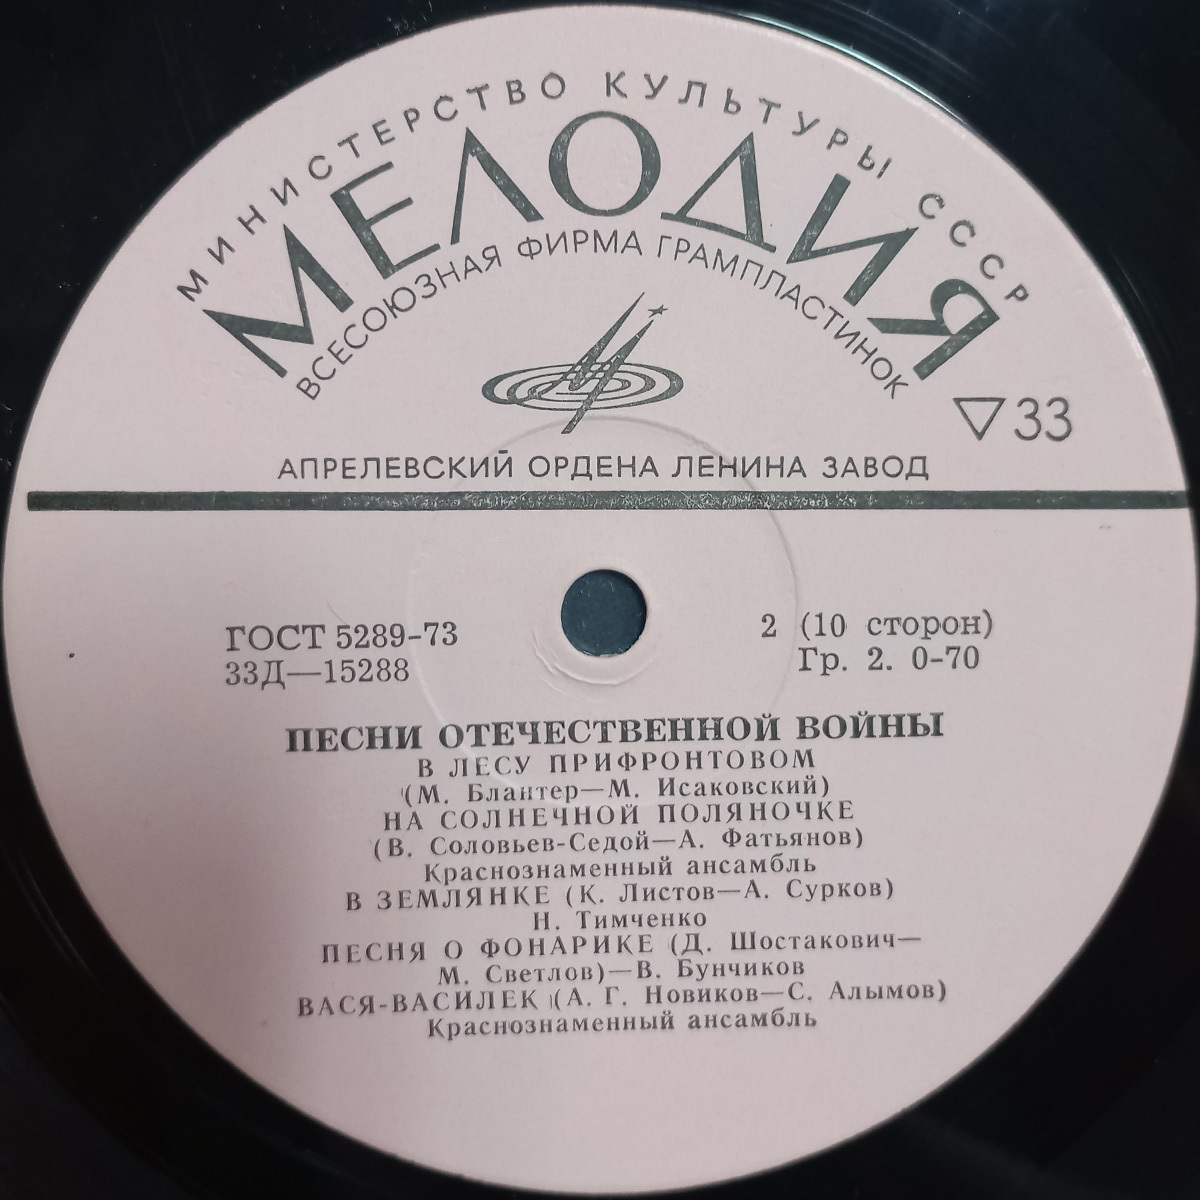 МИНИСТЕРСТВО КУЛЬТУРЫ СССР
МЕЛОДИЯ
ВСЕСОЮЗНАЯ ФИРМА ГРАМПЛАСТИНОК
▽33
АПРЕЛЕВСКИЙ ОРДЕНА ЛЕНИНА ЗАВОД
ГОСТ 5289-73
33Д—15288
2 (10 сторон)
Гр. 2. 0-70
ПЕСНИ ОТЕЧЕСТВЕННОЙ ВОЙНЫ
В ЛЕСУ ПРИФРОНТОВОМ
(М. Блантер—М. Исаковский)
НА СОЛНЕЧНОЙ ПОЛЯНОЧКЕ
(В. Соловьев-Седой—А. Фатьянов)
Краснознаменный ансамбль
В ЗЕМЛЯНКЕ (К. Листов—А. Сурков)
Н. Тимченко
ПЕСНЯ О ФОНАРИКЕ (Д. Шостакович—
М. Светлов)—В. Бунчиков
ВАСЯ-ВАСИЛЕК (А. Г. Новиков—С. Алымов)
Краснознаменный ансамбль